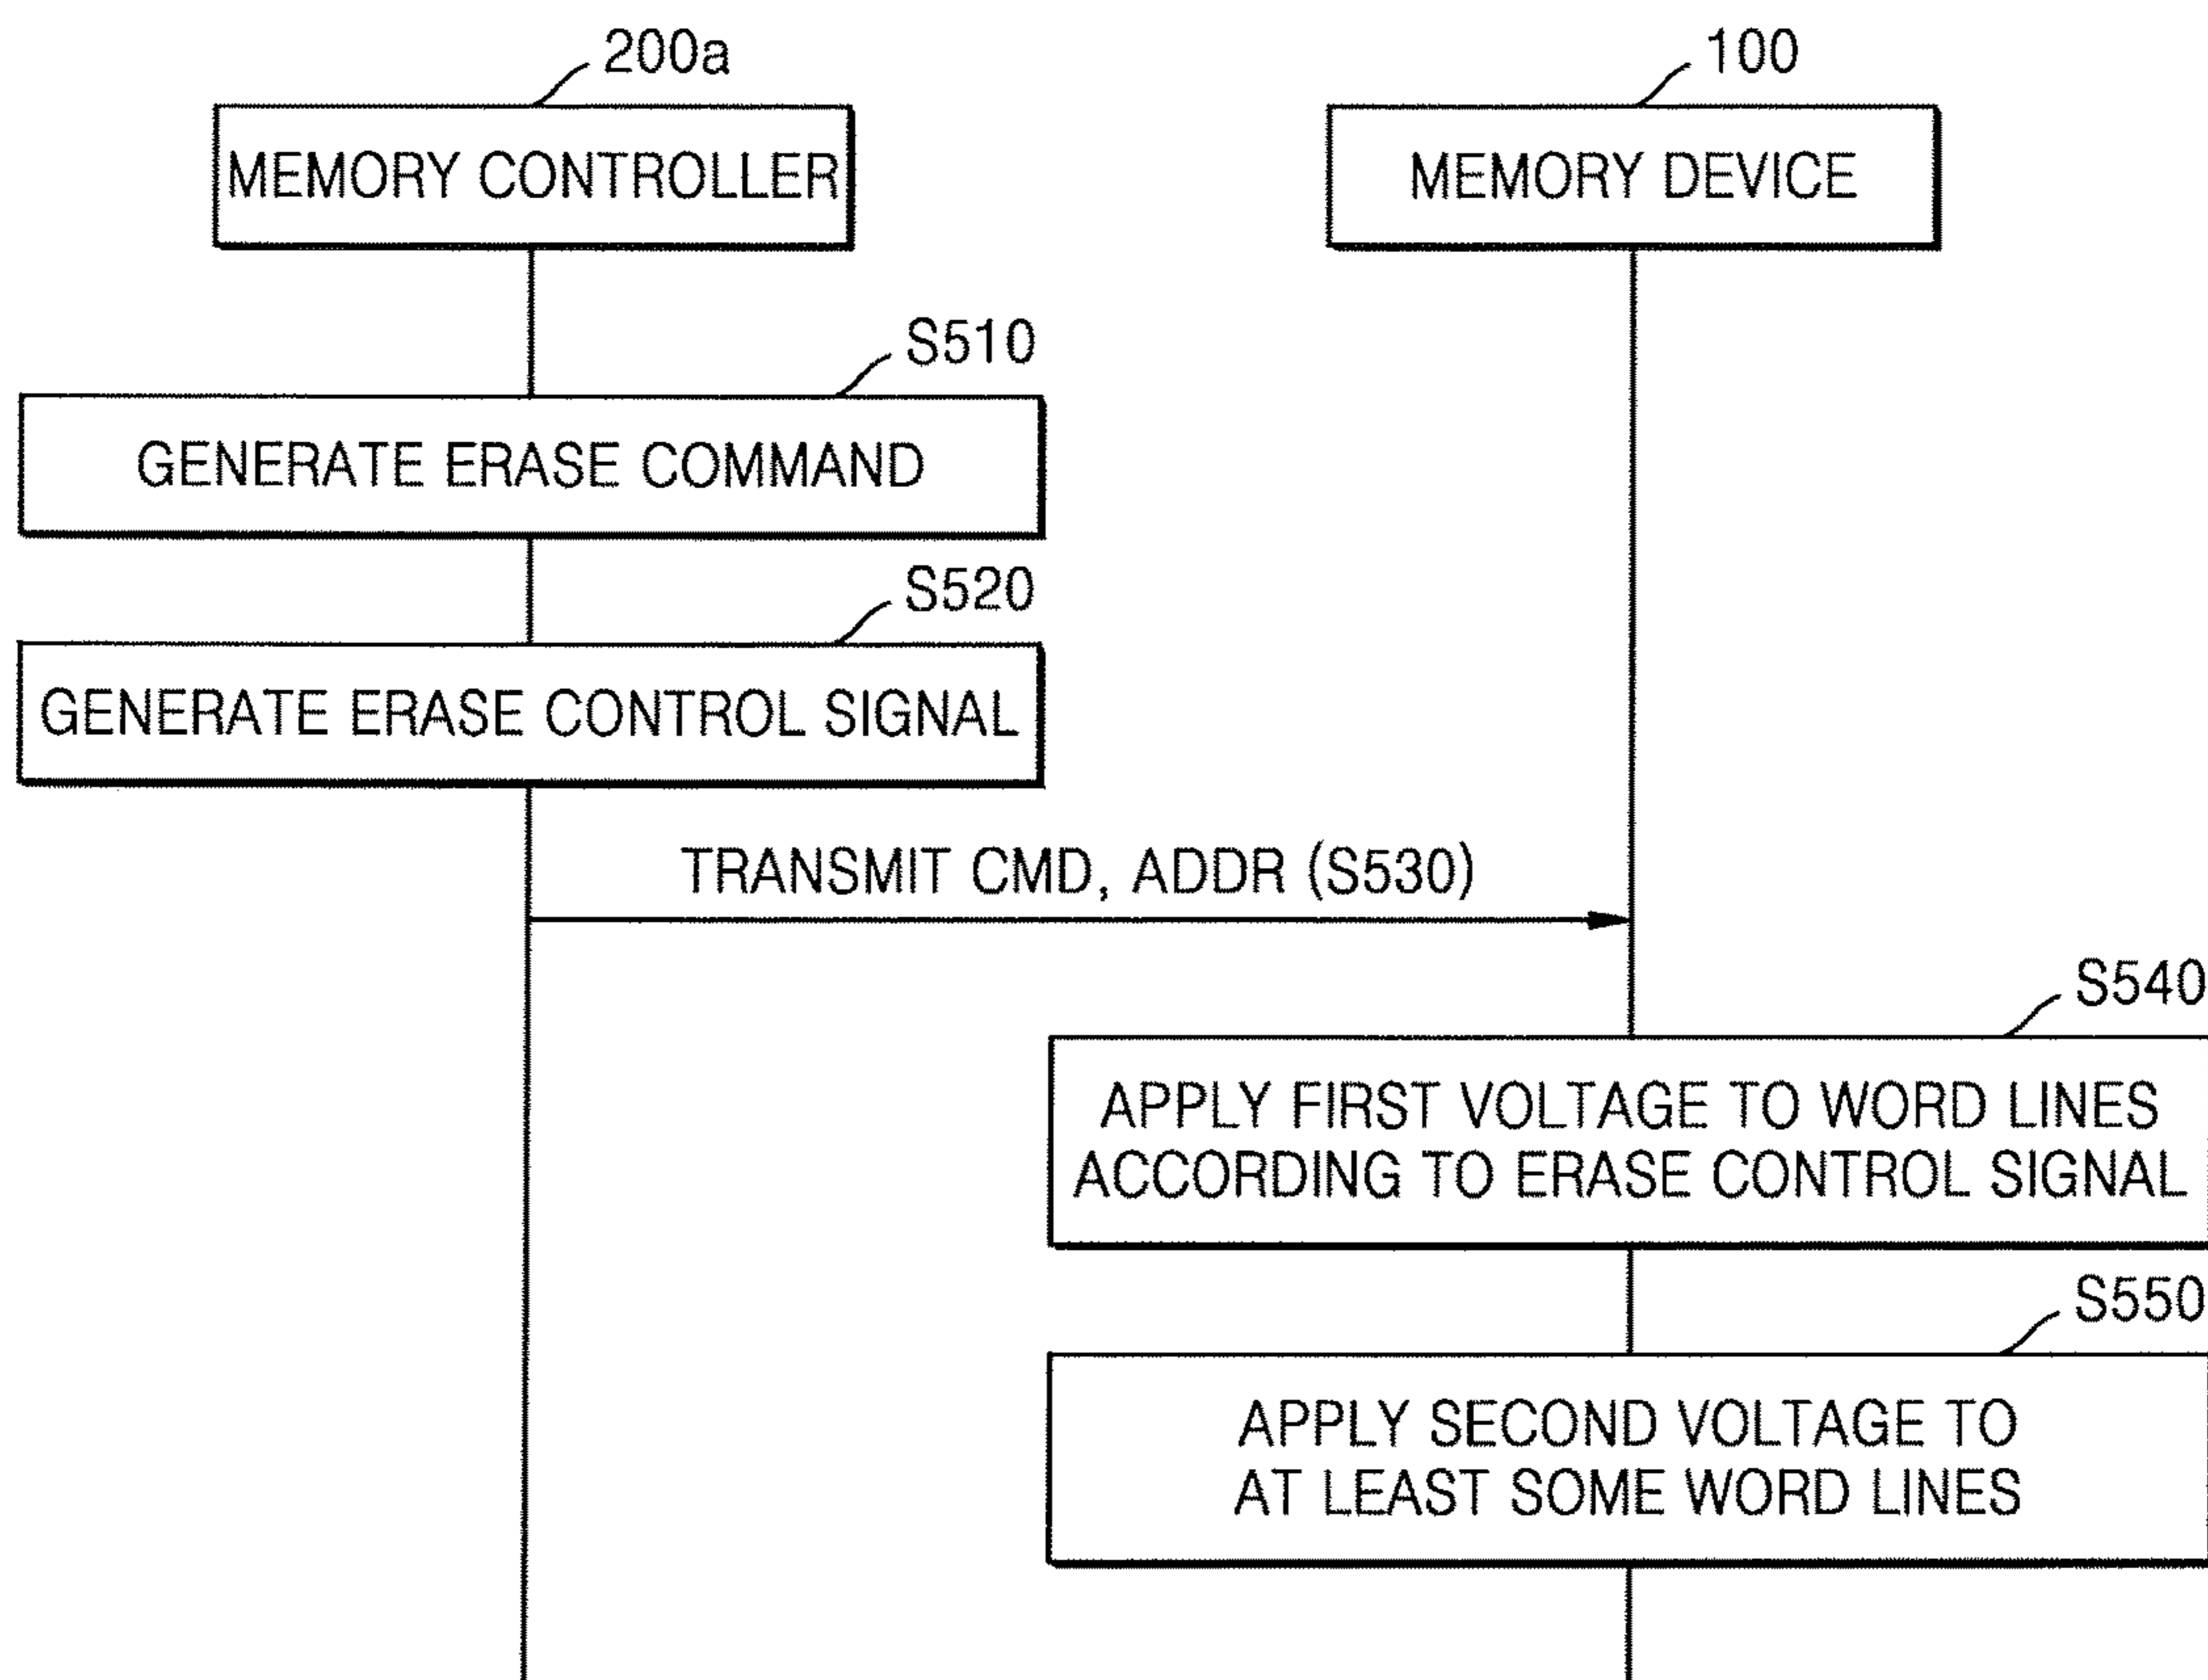 200a
100
MEMORY CONTROLLER
MEMORY DEVICE
S510
GENERATE ERASE COMMAND
S520
GENERATE ERASE CONTROL SIGNAL
TRANSMIT CMD, ADDR (S530)
S540
APPLY FIRST VOLTAGE TO WORD LINES
ACCORDING TO ERASE CONTROL SIGNAL
S550
APPLY SECOND VOLTAGE TO
AT LEAST SOME WORD LINES